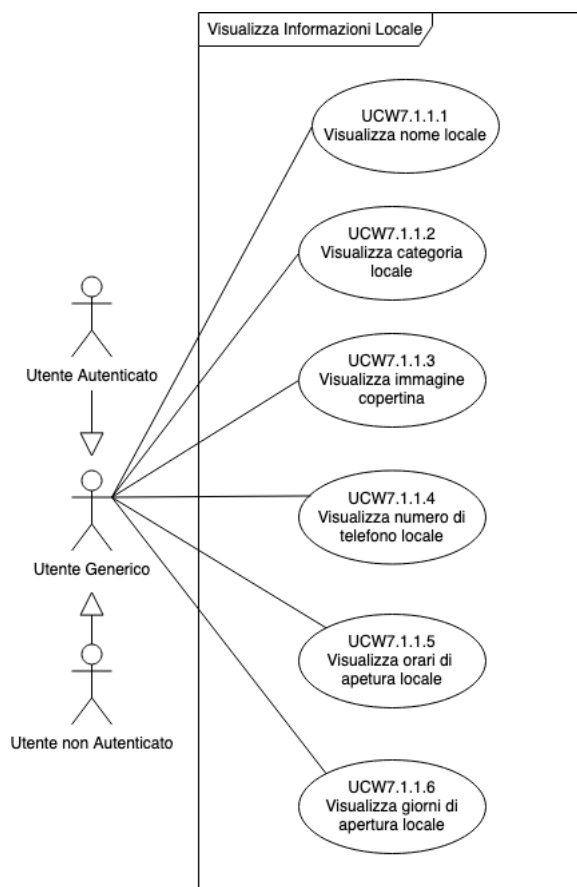 Visualizza Informazioni Locale
UCW7.1.1.1
Visualizza nome locale
UCW7.1.1.2
Visualizza categoria
locale
Utente Autenticato
UCW7.1.1.3
Visualizza immagine
copertina
UCW7.1.1.4
Visualizza numero di
telefono locale
Utente Generico
UCW7.1.1.5
Visualizza orari di
apetura locale
Utente non Autenticato
UCW7.1.1.6
Visualizza giorni di
apertura locale